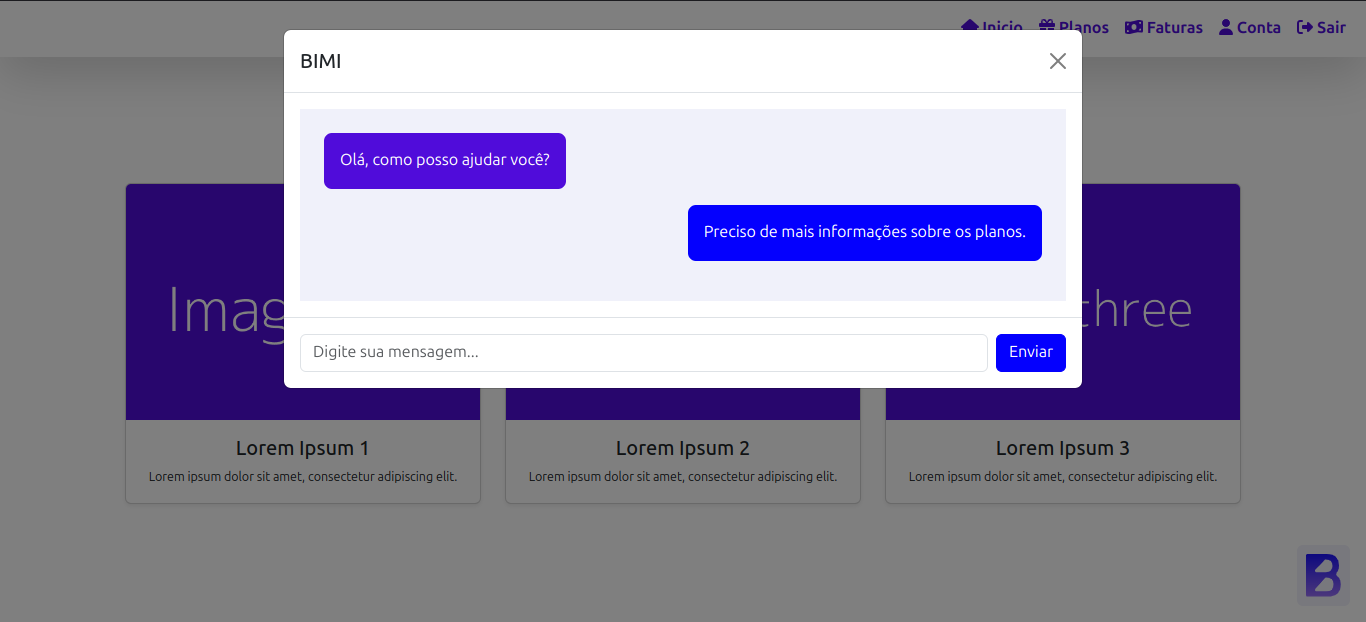 Inicio Planos Faturas Conta Sair
BIMI
Olá, como posso ajudar você?
Preciso de mais informações sobre os planos.
Digite sua mensagem...
Enviar
three
Lorem Ipsum 1
Lorem ipsum dolor sit amet, consectetur adipiscing elit.
Lorem Ipsum 2
Lorem ipsum dolor sit amet, consectetur adipiscing elit.
Lorem Ipsum 3
Lorem ipsum dolor sit amet, consectetur adipiscing elit.
B